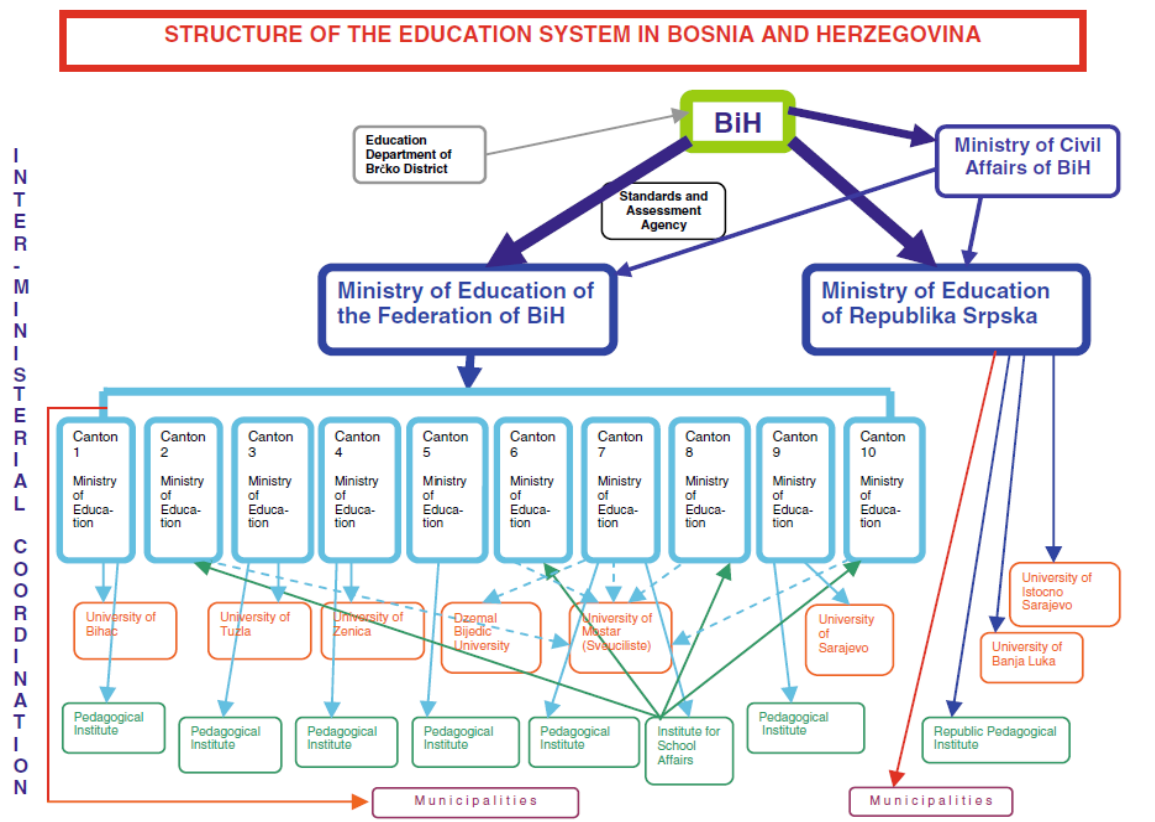 STRUCTURE OF THE EDUCATION SYSTEM IN BOSNIA AND HERZEGOVINA
INTER-MINISTERIAL COORDINATION
BiH
Education
Department of
Brčko District
Ministry of Civil
Affairs of BiH
Standards and
Assessment
Agency
Ministry of Education of
the Federation of BiH
Ministry of Education
of Republika Srpska
Canton
1
Ministry
of
Educa-
tion
Canton
2
Ministry
of
Educa-
tion
Canton
3
Ministry
of
Educa-
tion
Canton
4
Ministry
of
Educa-
tion
Canton
5
Ministry
of
Educa-
tion
Canton
6
Ministry
of
Educa-
tion
Canton
7
Ministry
of
Educa-
tion
Canton
8
Ministry
of
Educa-
tion
Canton
9
Ministry
of
Educa-
tion
Canton
10
Ministry
of
Educa-
tion
University of
Bihac
University of
Tuzla
University of
Zenica
Dzemal
Bijedic
University
University of
Mostar
(Sveuciliste)
University
of
Sarajevo
University of
Istocno
Sarajevo
University of
Banja Luka
Pedagogical
Institute
Pedagogical
Institute
Pedagogical
Institute
Pedagogical
Institute
Pedagogical
Institute
Institute for
School
Affairs
Pedagogical
Institute
Republic Pedagogical
Institute
Municipalities
Municipalities